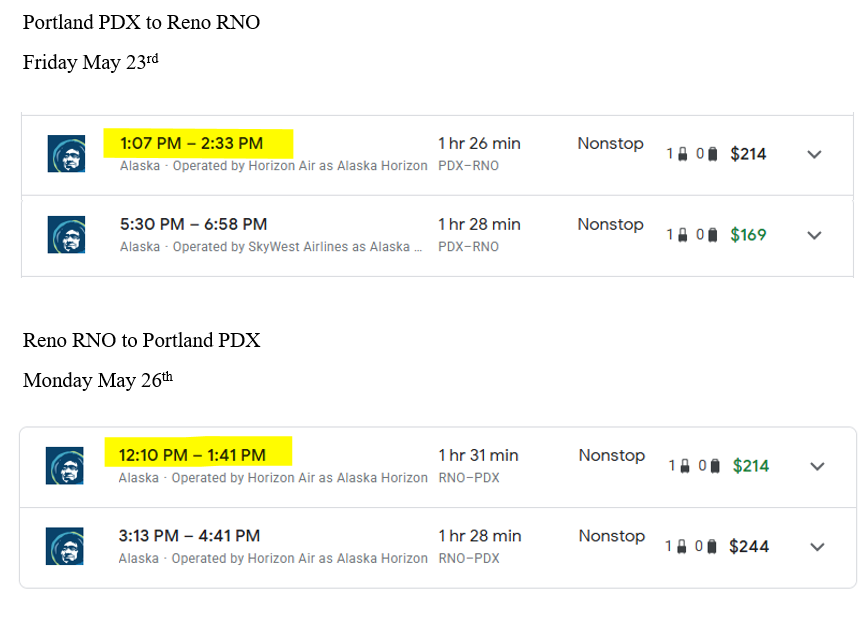 Portland PDX to Reno RNO
Friday May 23rd
1:07 PM – 2:33 PM 1 hr 26 min Nonstop 1 0 $214
Alaska · Operated by Horizon Air as Alaska Horizon PDX–RNO
5:30 PM – 6:58 PM 1 hr 28 min Nonstop 1 0 $169
Alaska · Operated by SkyWest Airlines as Alaska ... PDX–RNO
Reno RNO to Portland PDX
Monday May 26th
12:10 PM – 1:41 PM 1 hr 31 min Nonstop 1 0 $214
Alaska · Operated by Horizon Air as Alaska Horizon RNO–PDX
3:13 PM – 4:41 PM 1 hr 28 min Nonstop 1 0 $244
Alaska · Operated by Horizon Air as Alaska Horizon RNO–PDX